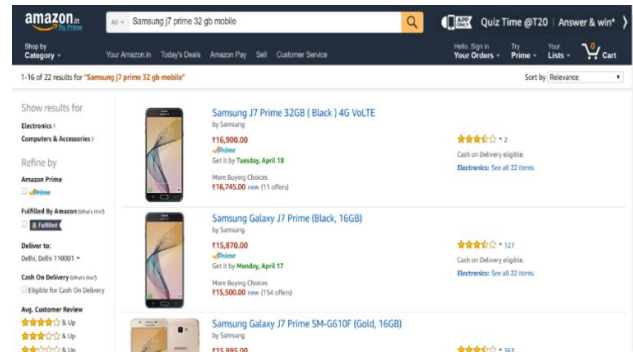 amazon.in
Try Prime
All
Samsung j7 prime 32 gb mobile
APP
Quiz Time @T20 | Answer & win*
Shop by
Category
Your Amazon.in Today's Deals Amazon Pay Sell Customer Service
Hello. Sign in
Your Orders
Try
Prime
Your
Lists
0
Cart
1-16 of 22 results for "Samsung j7 prime 32 gb mobile"
Sort by Relevance
Show results for
Electronics
Computers & Accessories
Refine by
Amazon Prime
Prime
Fulfilled By Amazon (What's this?)
Fulfilled
Deliver to:
Delhi, Delhi 110001
Cash On Delivery (What's this?)
Eligible for Cash On Delivery
Avg. Customer Review
& Up
& Up
& Up
Samsung J7 Prime 32GB ( Black ) 4G VoLTE
by Samsung
₹16,900.00
Prime
Get it by Tuesday, April 18
More Buying Choices
₹16,745.00 new (11 offers)
2
Cash on Delivery eligible.
Electronics: See all 22 items
Samsung Galaxy J7 Prime (Black, 16GB)
by Samsung
₹15,870.00
Prime
Get it by Monday, April 17
More Buying Choices
₹15,500.00 new (154 offers)
127
Cash on Delivery eligible.
Electronics: See all 22 items
Samsung Galaxy J7 Prime SM-G610F (Gold, 16GB)
by Samsung
₹15,895.00
363